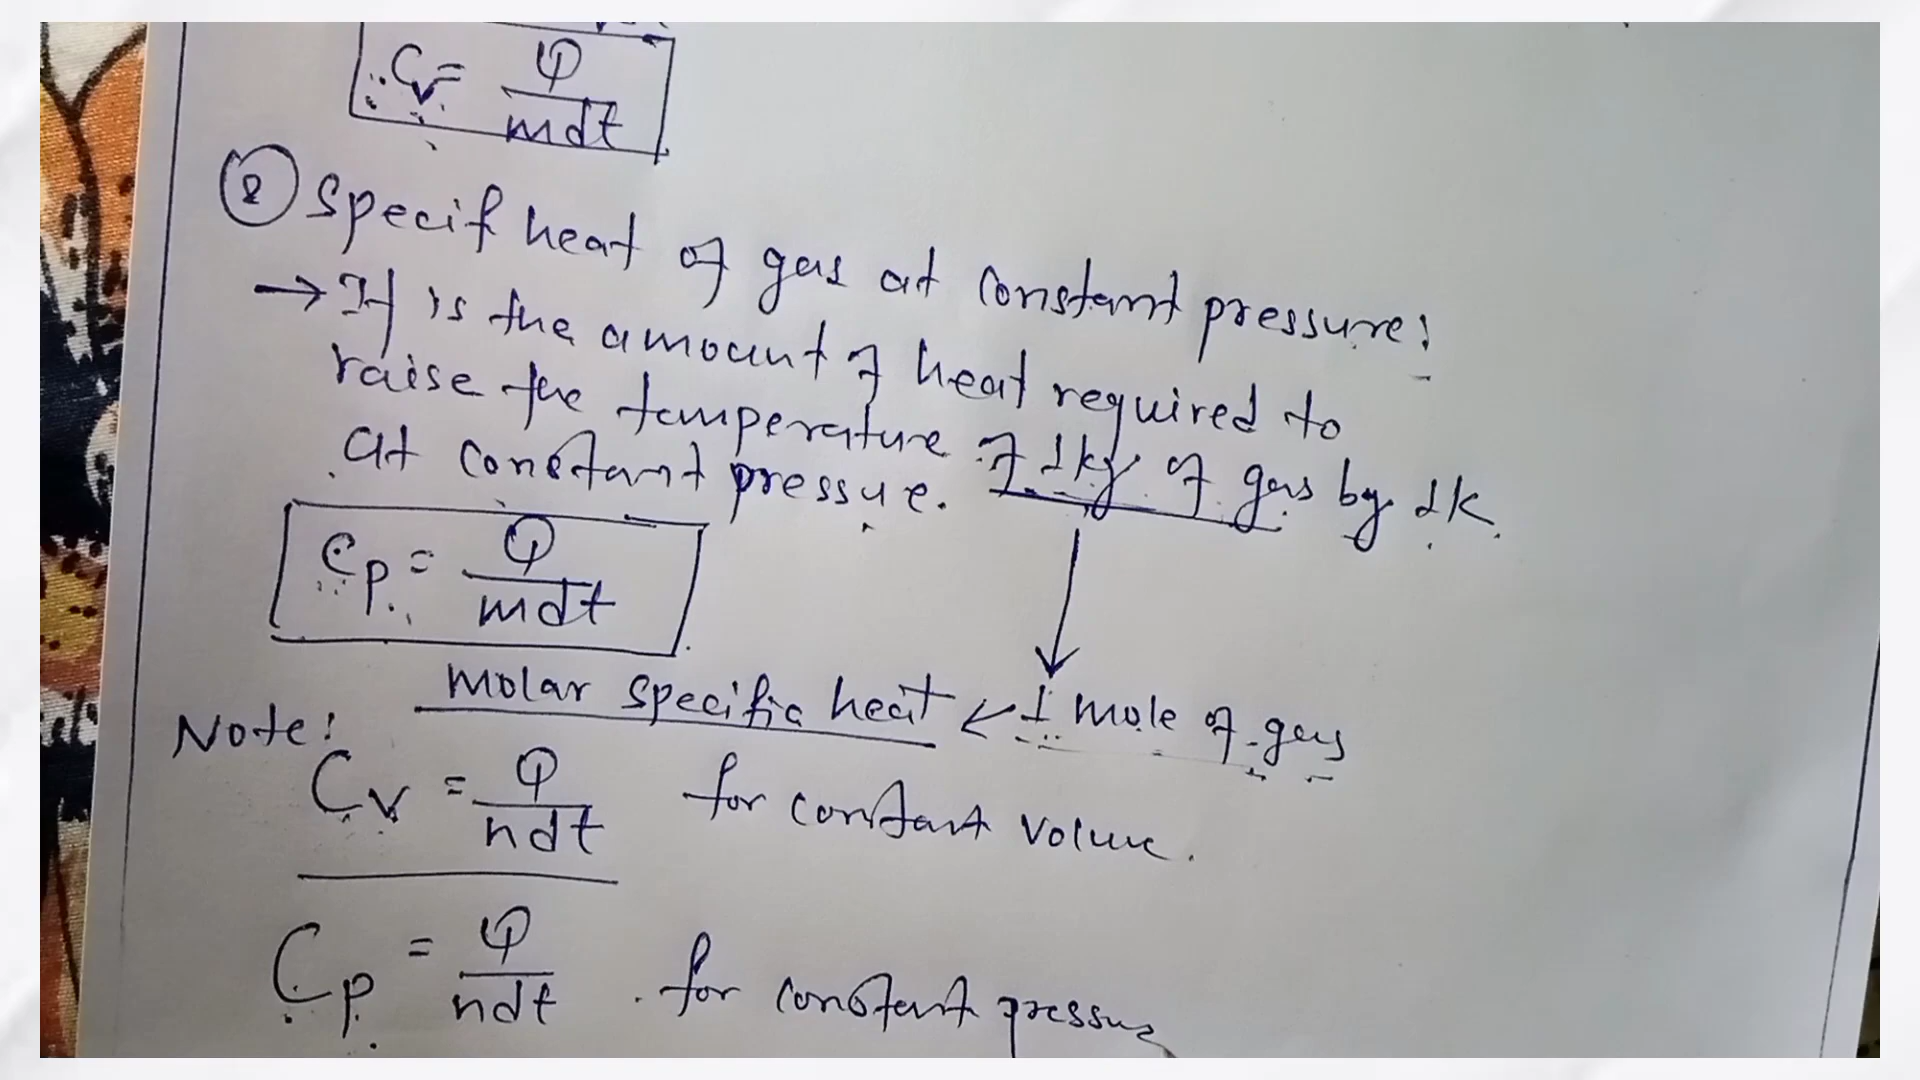 Cv = Q/mdt
② Specif heat of gas at constant pressure:
→ It is the amount of heat required to
raise the temperature of 1kg of gas by 1k
at constant pressue.
Cp = Q/mdt
Molar specific heat ← 1 mole of gas
Note:
Cv = Q/ndt for constant volume.
Cp = Q/ndt . for constant pressure